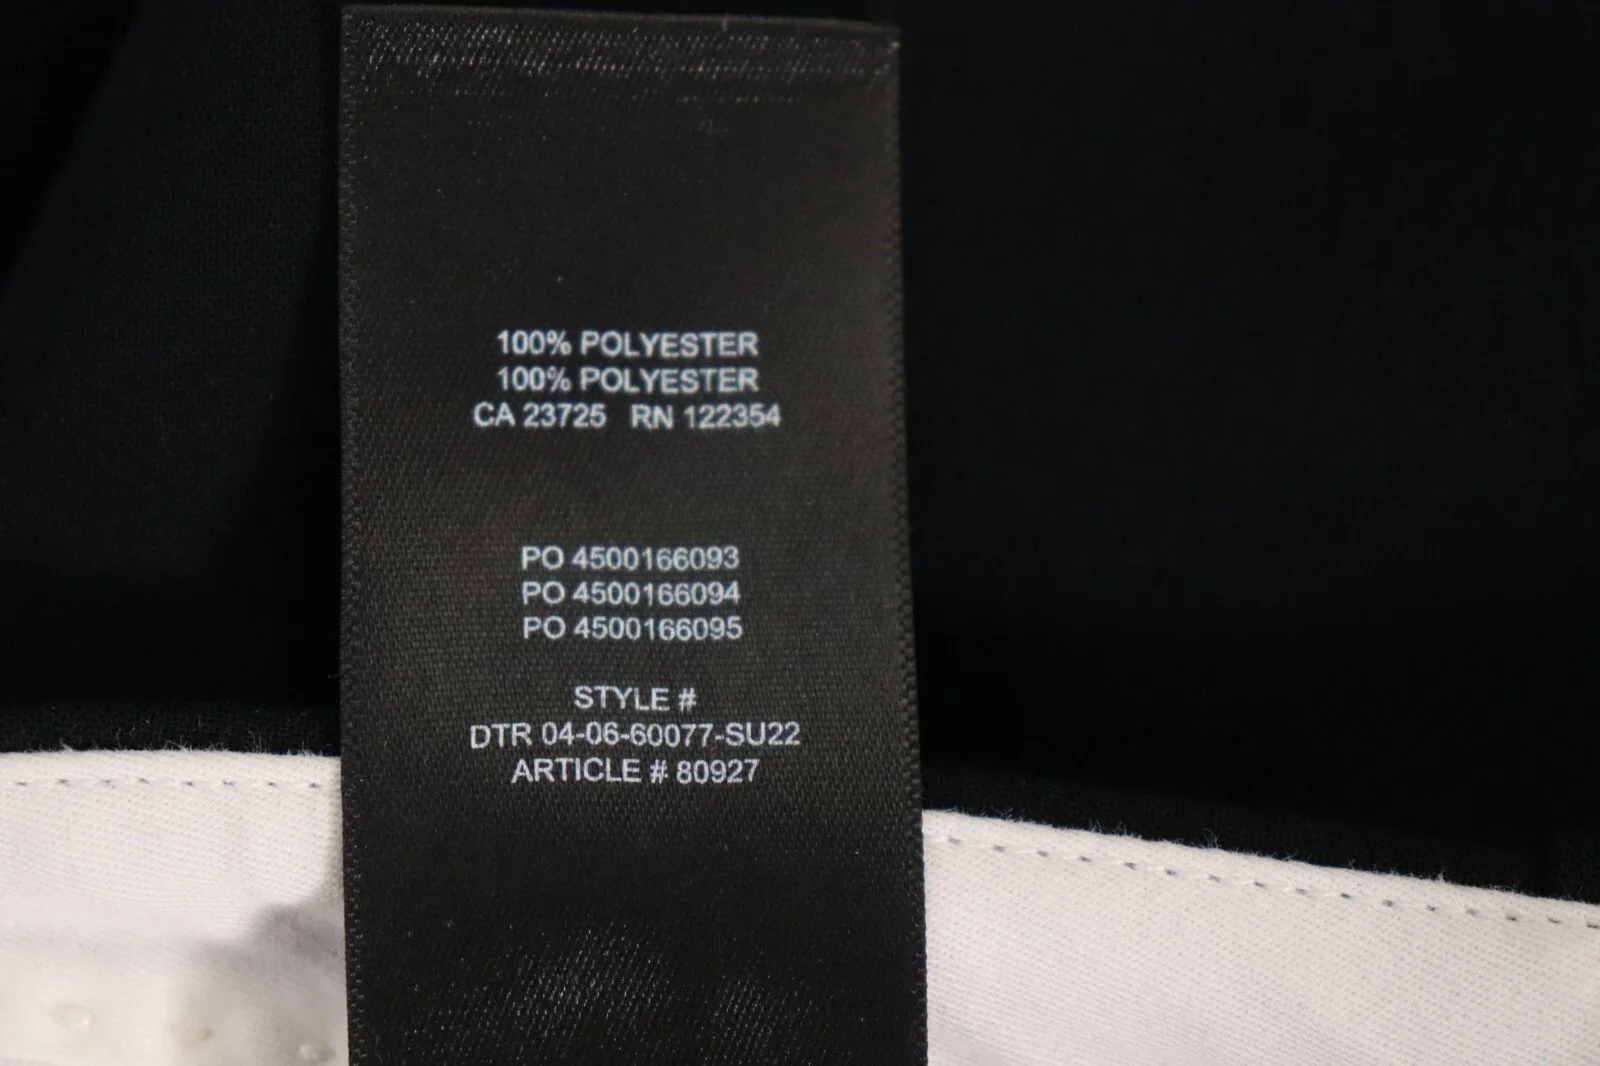 100% POLYESTER
100% POLYESTER
CA 23725 RN 122354
PO 4500166093
PO 4500166094
PO 4500166095
STYLE #
DTR 04-06-60077-SU22
ARTICLE # 80927